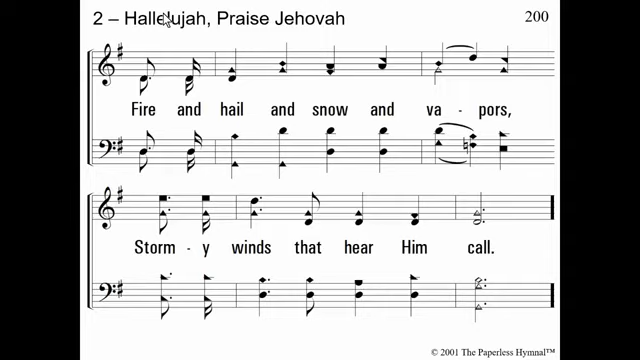 2 – Hallelujah, Praise Jehovah 200
Fire and hail and snow and va - pors,
Storm - y winds that hear Him call.
© 2001 The Paperless Hymnal™